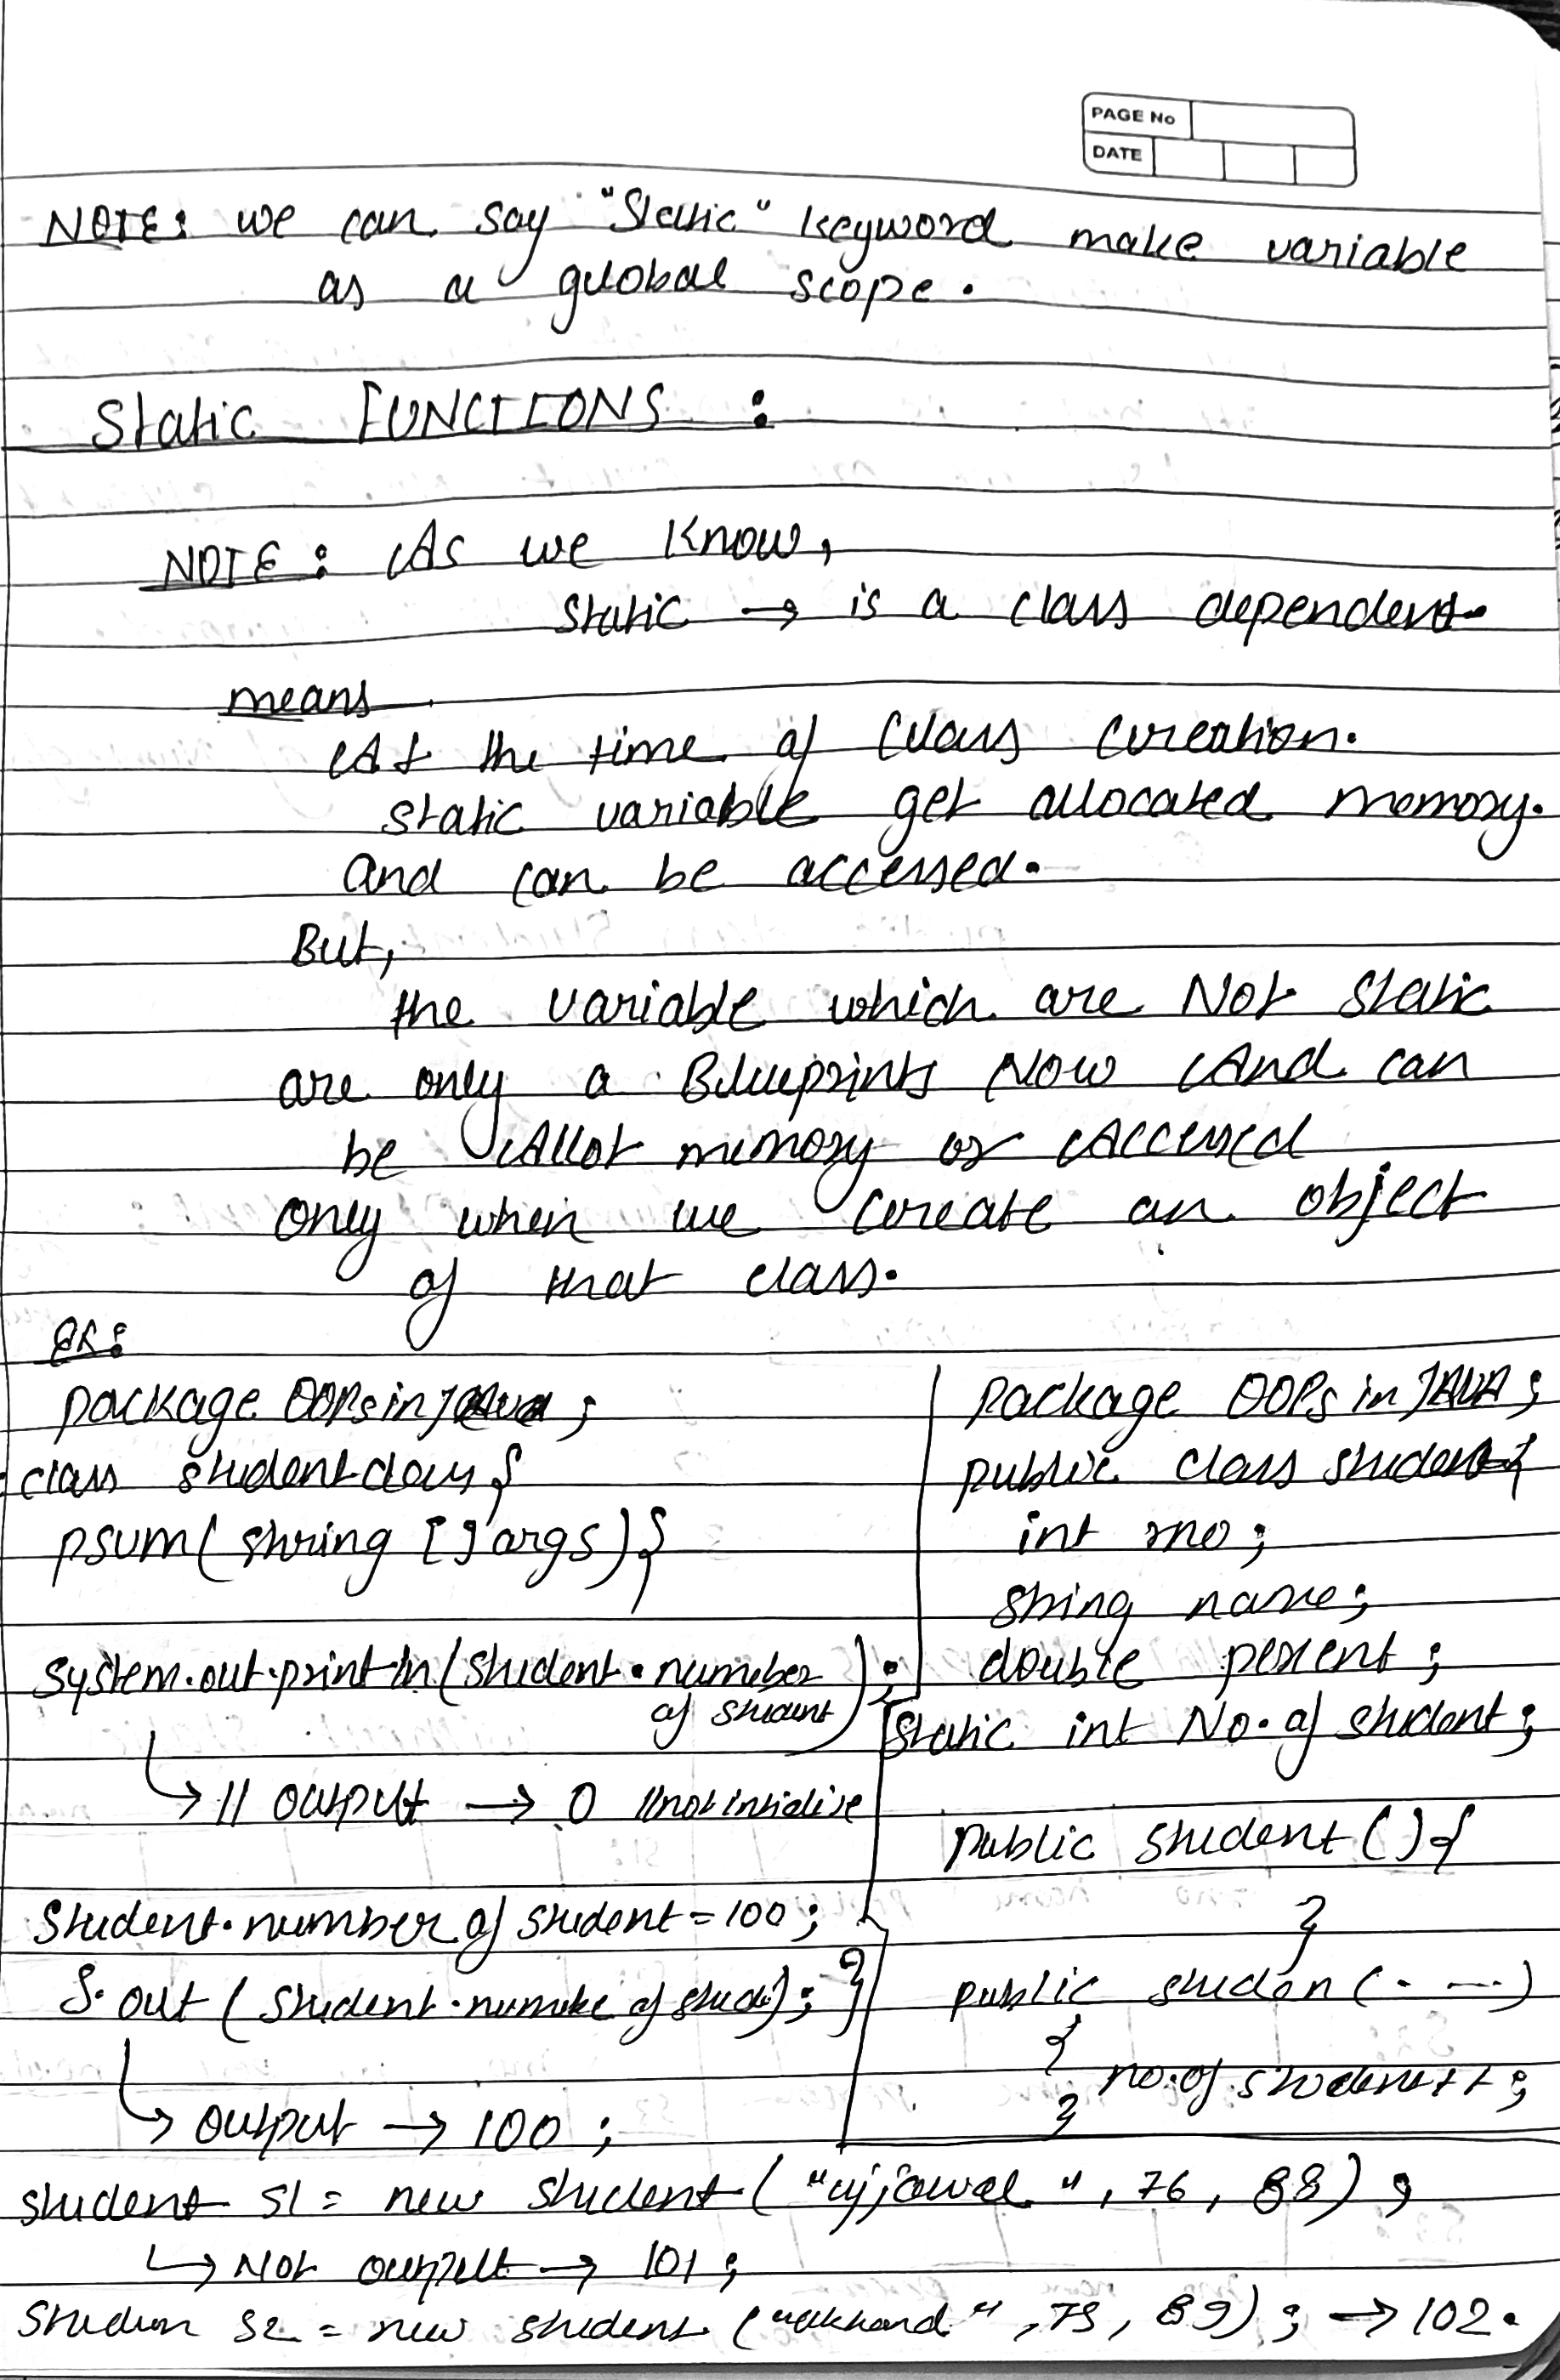 PAGE No
DATE
NOTE: we can say "Static" keyword make variable
as a global scope.
Static FUNCTIONS :
NOTE: As we know,
Static → is a class dependent.
means
At the time of class creation.
static variable get allocated memory.
and can be accessed.
But,
the variable which are Not static
are only a Blueprints Now And can
be Allot memory or Accessed
only when we create an object
of that class.
Ex:
package OOPsinJava;
class studentclass{
psvm(string []args){
System.out.println(student.number
of student);
↳ // output → 0 //not intialise
Student.number of student = 100;
S.out (student.number of stud); }
↳ output → 100 ;
package OOPs in JAVA;
public class student{
int rno;
string name;
double percent;
static int No.of student;
public student(){
}
public studen (. ---)
{
no.of.student++;
}
student s1 = new student("ujjawal", 76, 88);
↳ Not output → 101;
Studen s2 = new student (" ", 79, 89); → 102.